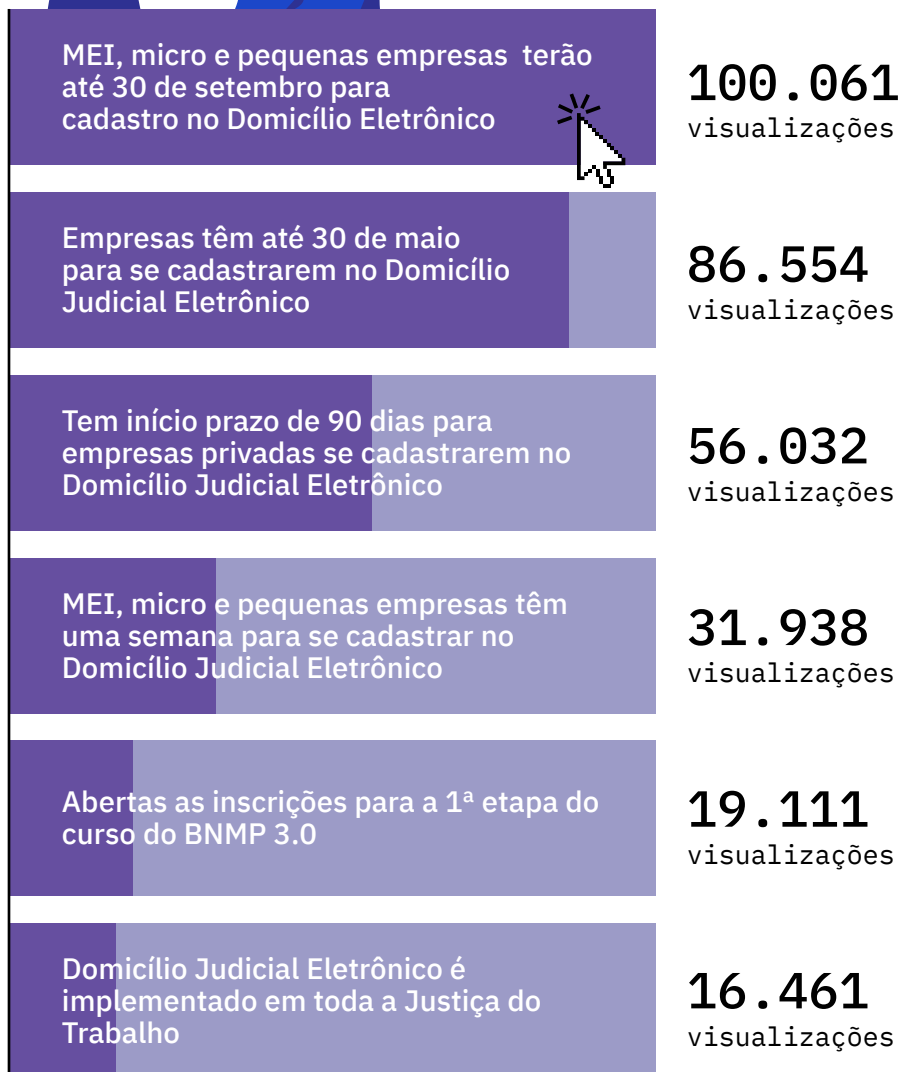 MEI, micro e pequenas empresas terão
até 30 de setembro para
cadastro no Domicílio Eletrônico
100.061
visualizações
Empresas têm até 30 de maio
para se cadastrarem no Domicílio
Judicial Eletrônico
86.554
visualizações
Tem início prazo de 90 dias para
empresas privadas se cadastrarem no
Domicílio Judicial Eletrônico
56.032
visualizações
MEI, micro e pequenas empresas têm
uma semana para se cadastrar no
Domicílio Judicial Eletrônico
31.938
visualizações
Abertas as inscrições para a 1ª etapa do
curso do BNMP 3.0
19.111
visualizações
Domicílio Judicial Eletrônico é
implementado em toda a Justiça do
Trabalho
16.461
visualizações